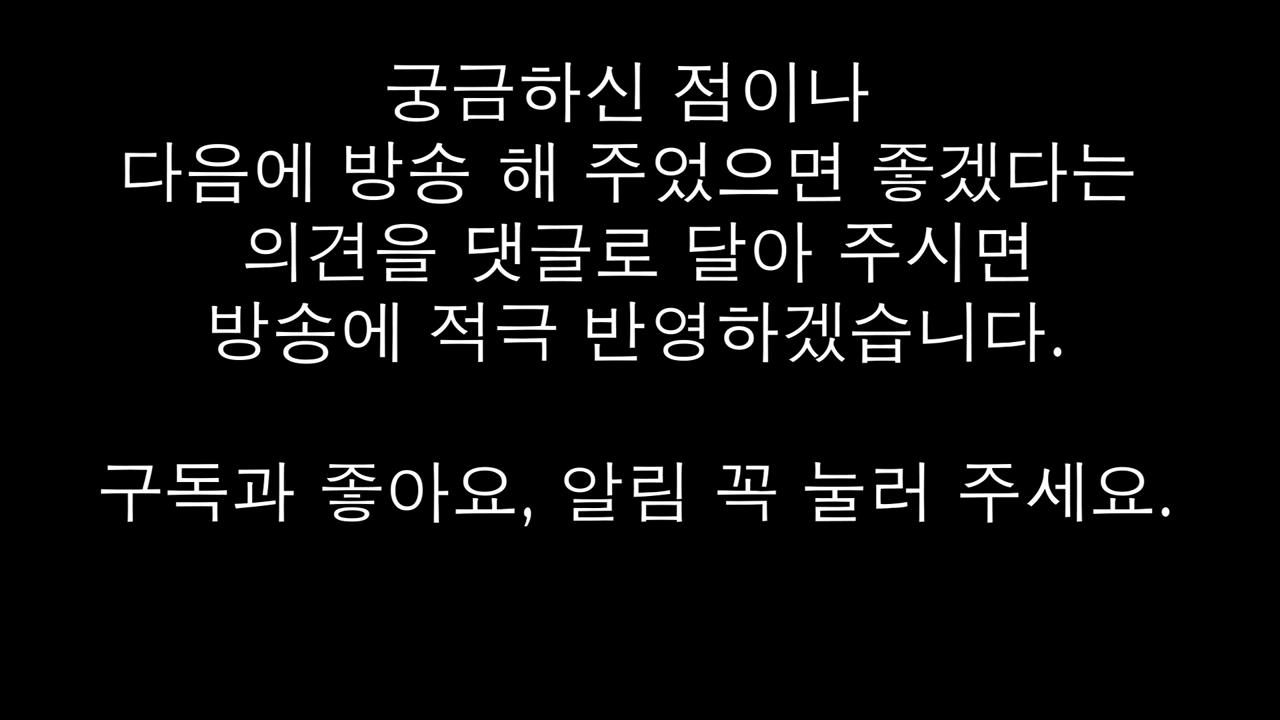 궁금하신 점이나
다음에 방송 해 주었으면 좋겠다는
의견을 댓글로 달아 주시면
방송에 적극 반영하겠습니다.
구독과 좋아요, 알림 꼭 눌러 주세요.